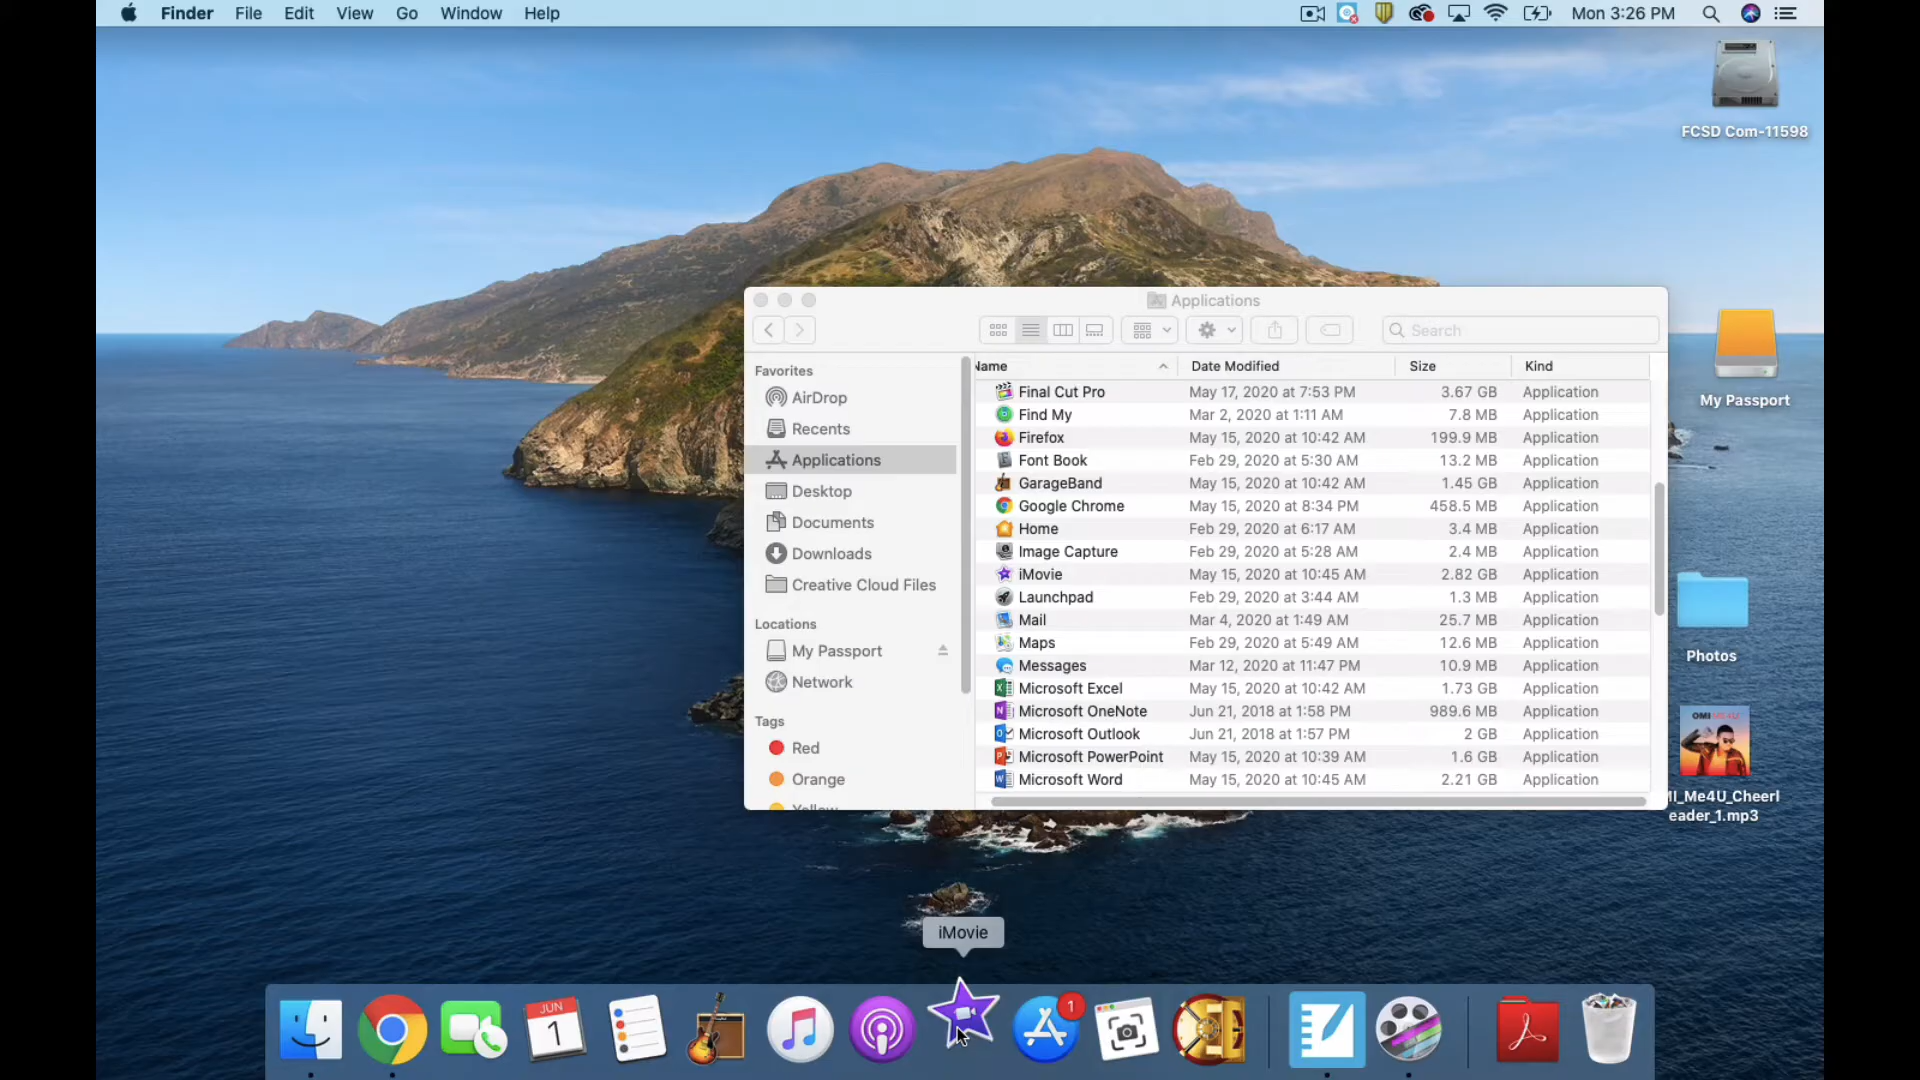 Finder File Edit View Go Window Help Mon 3:26 PM
FCSD Com-11598
Applications
Search
Name Date Modified Size Kind
Favorites
AirDrop
Recents
Applications
Desktop
Documents
Downloads
Creative Cloud Files
Locations
My Passport
Network
Tags
Red
Orange
Yellow
Final Cut Pro May 17, 2020 at 7:53 PM 3.67 GB Application
Find My Mar 2, 2020 at 1:11 AM 7.8 MB Application
Firefox May 15, 2020 at 10:42 AM 199.9 MB Application
Font Book Feb 29, 2020 at 5:30 AM 13.2 MB Application
GarageBand May 15, 2020 at 10:42 AM 1.45 GB Application
Google Chrome May 15, 2020 at 8:34 PM 458.5 MB Application
Home Feb 29, 2020 at 6:17 AM 3.4 MB Application
Image Capture Feb 29, 2020 at 5:28 AM 2.4 MB Application
iMovie May 15, 2020 at 10:45 AM 2.82 GB Application
Launchpad Feb 29, 2020 at 3:44 AM 1.3 MB Application
Mail Mar 4, 2020 at 1:49 AM 25.7 MB Application
Maps Feb 29, 2020 at 5:49 AM 12.6 MB Application
Messages Mar 12, 2020 at 11:47 PM 10.9 MB Application
Microsoft Excel May 15, 2020 at 10:42 AM 1.73 GB Application
Microsoft OneNote Jun 21, 2018 at 1:58 PM 989.6 MB Application
Microsoft Outlook Jun 21, 2018 at 1:57 PM 2 GB Application
Microsoft PowerPoint May 15, 2020 at 10:39 AM 1.6 GB Application
Microsoft Word May 15, 2020 at 10:45 AM 2.21 GB Application
My Passport
Photos
OMI ME4U
MI_Me4U_Cheerl
eader_1.mp3
iMovie
JUN
1
1